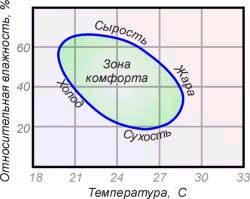 Относительная влажность, %
60
40
20
Сырость
Зона
комфорта
Жара
Холод
Сухость
18 21 24 27 30 33
Температура, С